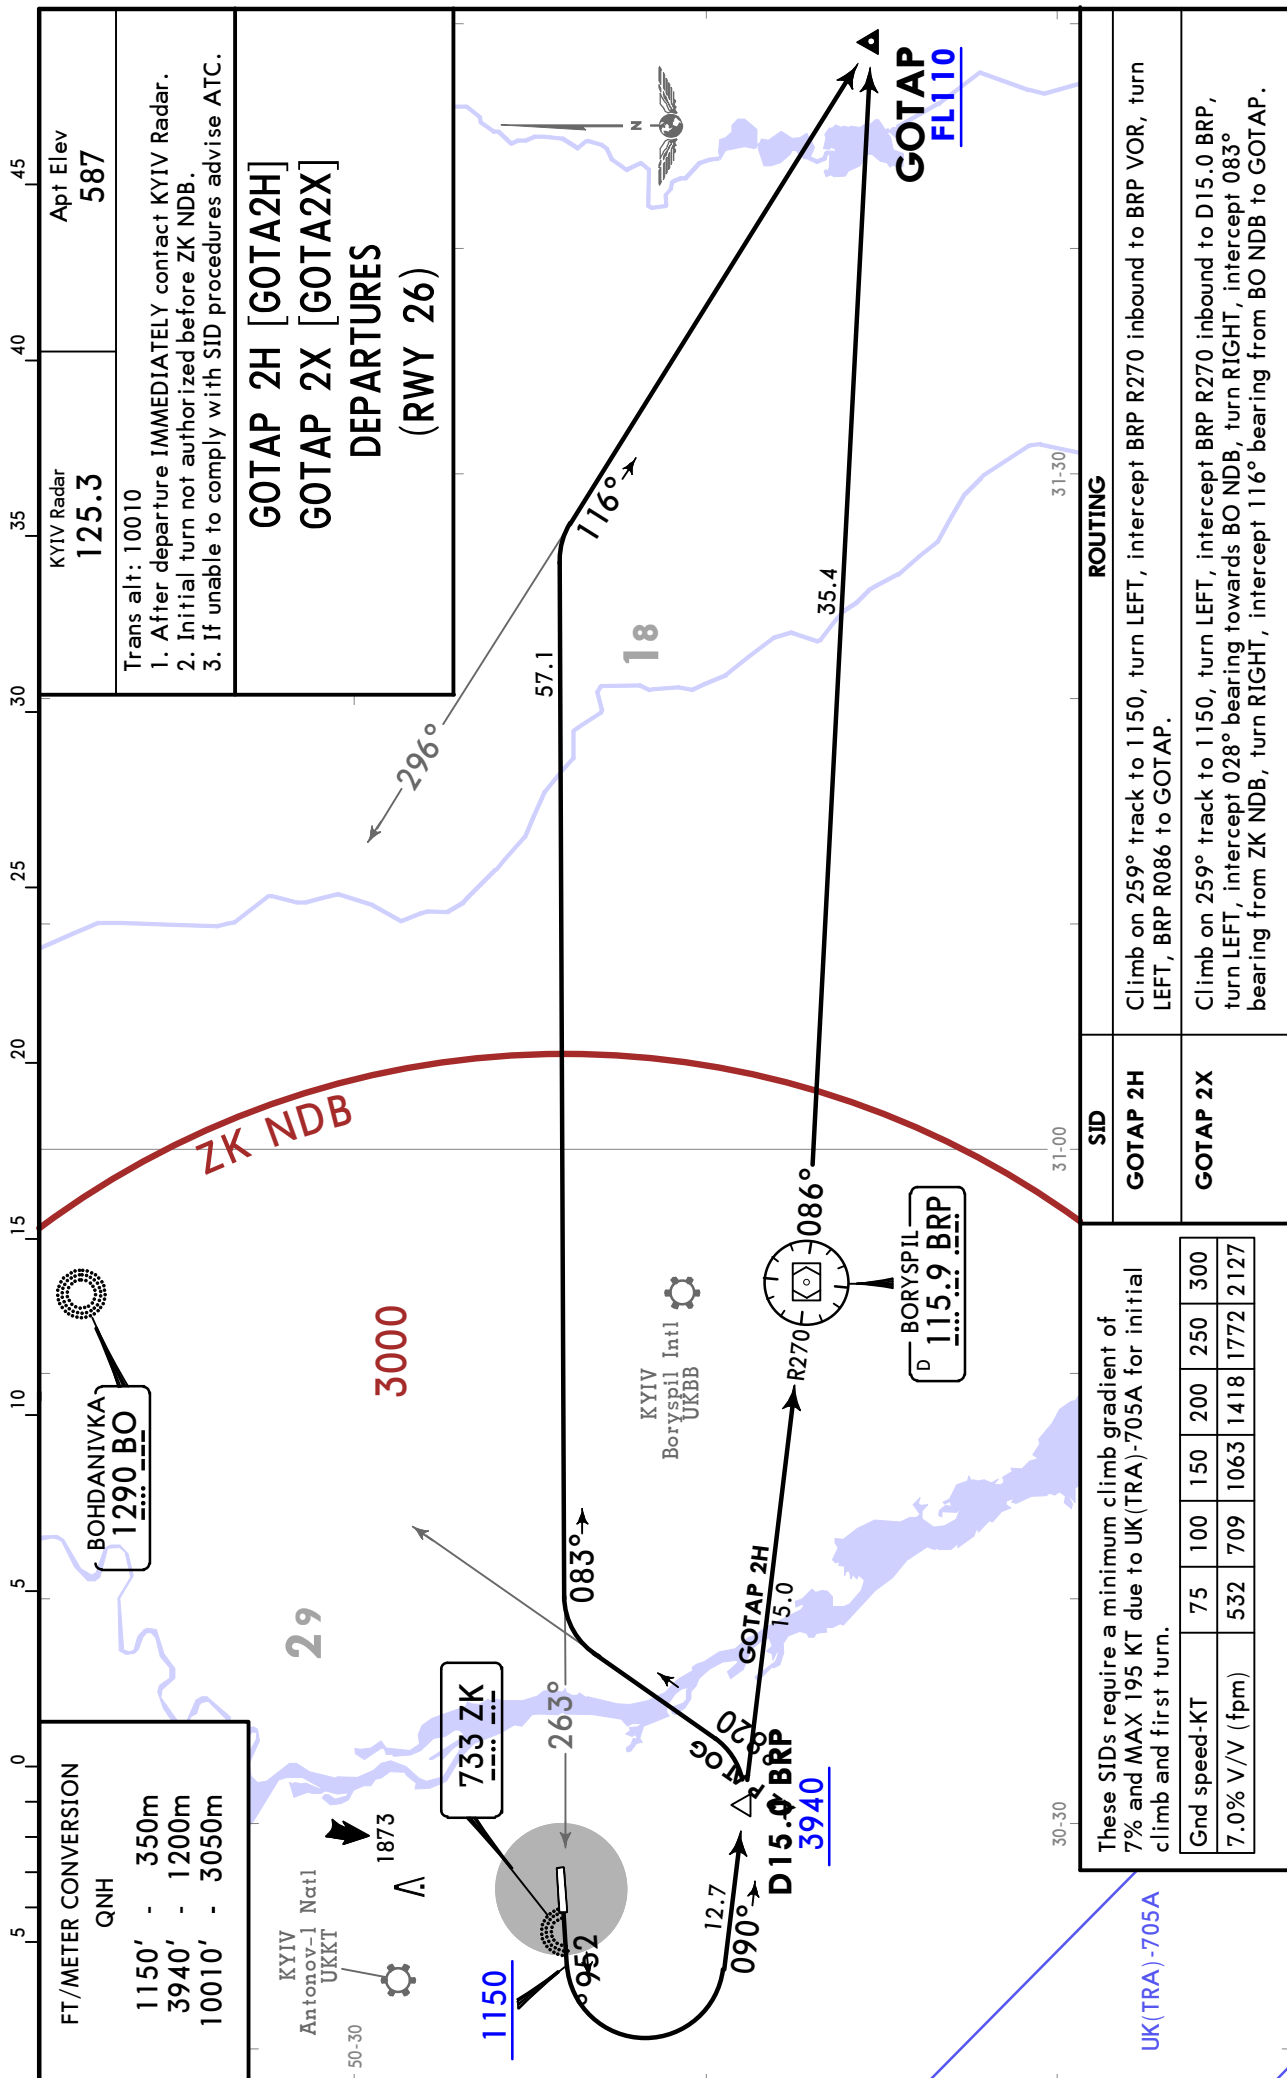 KYIV Radar
125.3
Apt Elev
587
Trans alt: 10010
1. After departure IMMEDIATELY contact KYIV Radar.
2. Initial turn not authorized before ZK NDB.
3. If unable to comply with SID procedures advise ATC.
GOTAP 2H [GOTA2H]
GOTAP 2X [GOTA2X]
DEPARTURES
(RWY 26)
5
0
5
10
15
20
25
30
35
40
45
FT/METER CONVERSION
QNH
1150' - 350m
3940' - 1200m
10010' - 3050m
BOHDANIVKA
1290 BO
ZK NDB
29
3000
296°
KYIV
Antonov-1 Natl
UKKT
1873
50-30
733 ZK
263°
083°
57.1
116°
18
N
1150
259°
12.7
090°
D15.0 BRP
3940
GOTAP 2H
15.0
R270
KYIV
Boryspil Intl
UKBB
BORYSPIL
D
115.9 BRP
086°
35.4
GOTAP
FL110
30-30
31-00
31-30
UK(TRA)-705A
These SIDs require a minimum climb gradient of
7% and MAX 195 KT due to UK(TRA)-705A for initial
climb and first turn.
Gnd speed-KT 75 100 150 200 250 300
7.0% V/V (fpm) 532 709 1063 1418 1772 2127
SID ROUTING
GOTAP 2H Climb on 259° track to 1150, turn LEFT, intercept BRP R270 inbound to BRP VOR, turn
LEFT, BRP R086 to GOTAP.
GOTAP 2X Climb on 259° track to 1150, turn LEFT, intercept BRP R270 inbound to D15.0 BRP,
turn LEFT, intercept 028° bearing towards BO NDB, turn RIGHT, intercept 083°
bearing from ZK NDB, turn RIGHT, intercept 116° bearing from BO NDB to GOTAP.